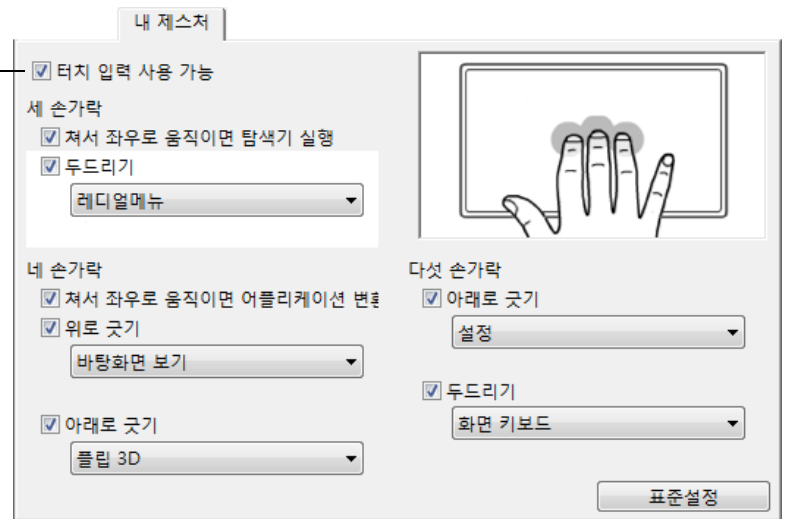 내 제스처
터치 입력 사용 가능
세 손가락
쳐서 좌우로 움직이면 탐색기 실행
두드리기
레디얼메뉴
네 손가락
쳐서 좌우로 움직이면 어플리케이션 변환
위로 긋기
바탕화면 보기
아래로 긋기
플립 3D
다섯 손가락
아래로 긋기
설정
두드리기
화면 키보드
표준설정